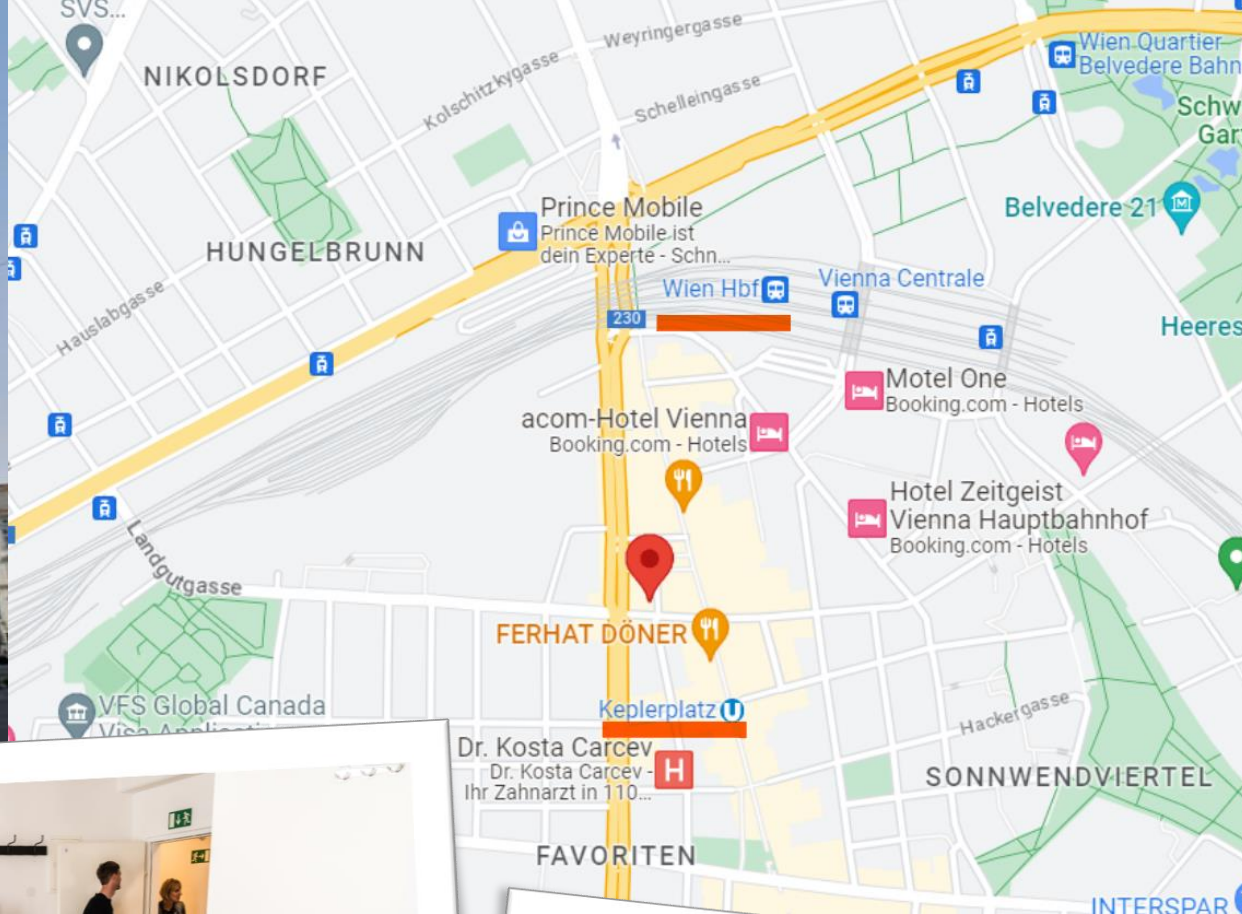 SVS...
Weyringergasse
Wien Quartier
Belvedere Bahn
NIKOLSDORF
Kolschitzkygasse
Schelleingasse
Schw
Gar
Prince Mobile
Prince Mobile ist
dein Experte - Schn...
Belvedere 21
HUNGELBRUNN
Wien Hbf
Vienna Centrale
Hauslabgasse
230
Heeres
Motel One
Booking.com - Hotels
acom-Hotel Vienna
Booking.com - Hotels
Hotel Zeitgeist
Vienna Hauptbahnhof
Booking.com - Hotels
Landgutgasse
FERHAT DÖNER
VFS Global Canada
Visa Applicati
Keplerplatz U
Hackergasse
Dr. Kosta Carcev
Dr. Kosta Carcev -
Ihr Zahnarzt in 110...
H
SONNWENDVIERTEL
FAVORITEN
INTERSPAR